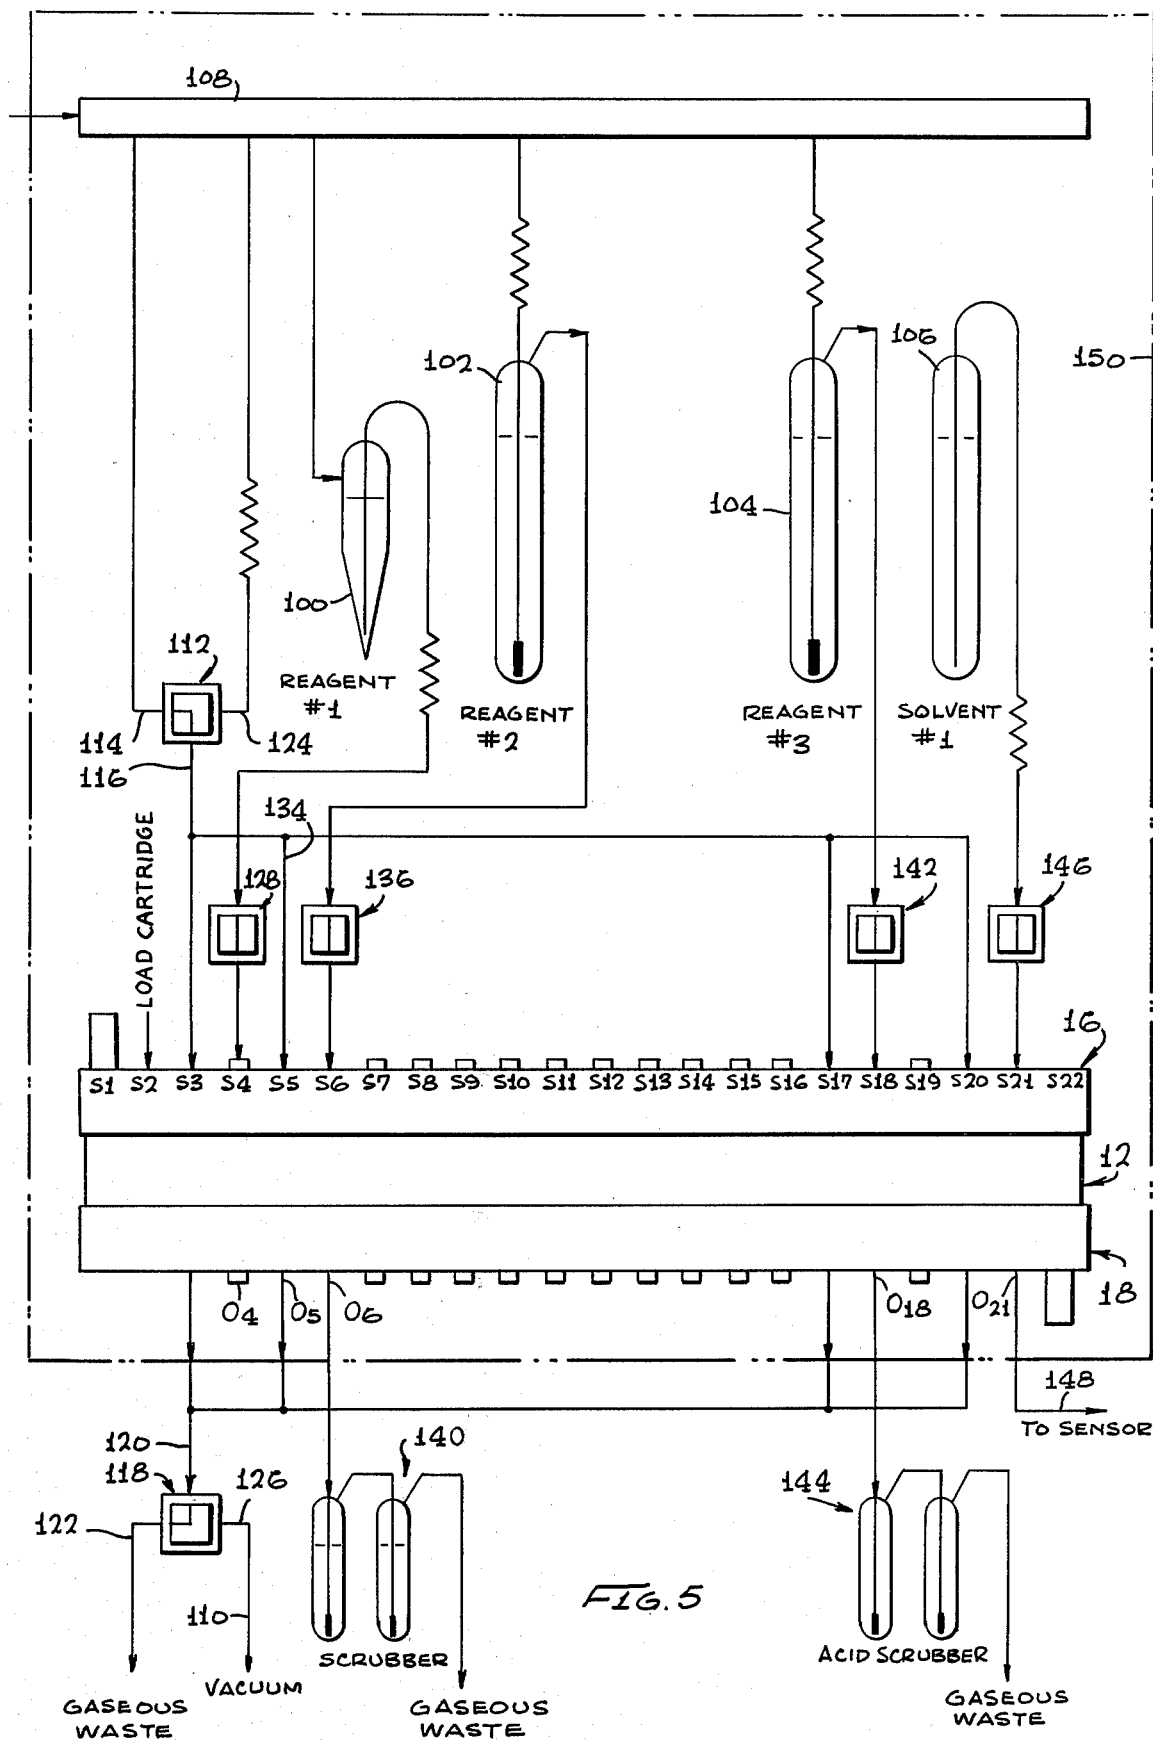 108
102
106
150
104
100
112
REAGENT
#1
REAGENT
#2
REAGENT
#3
SOLVENT
#1
114
124
116
134
LOAD CARTRIDGE
128
136
142
146
16
S1 S2 S3 S4 S5 S6 S7 S8 S9 S10 S11 S12 S13 S14 S15 S16 S17 S18 S19 S20 S21 S22
12
18
O4 O5 O6 O18 O21
148
TO SENSOR
120
118
126
140
144
122
110
FIG. 5
SCRUBBER
ACID SCRUBBER
VACUUM
GASEOUS
WASTE
GASEOUS
WASTE
GASEOUS
WASTE